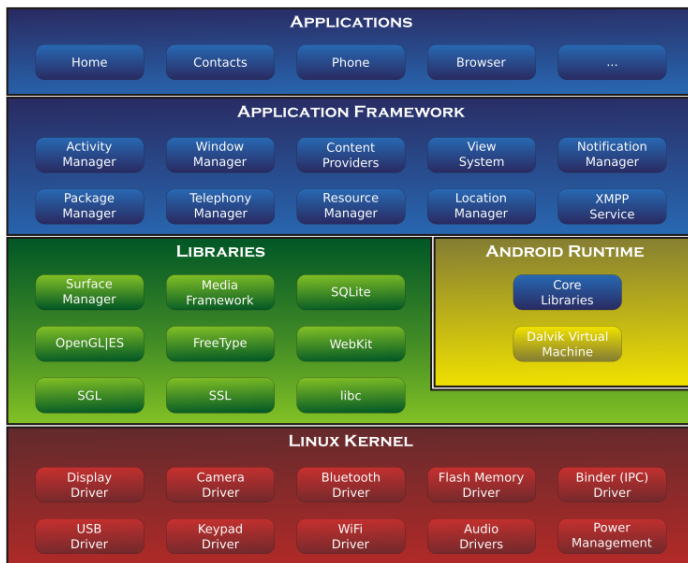 APPLICATIONS
Home
Contacts
Phone
Browser
...
APPLICATION FRAMEWORK
Activity
Manager
Window
Manager
Content
Providers
View
System
Notification
Manager
Package
Manager
Telephony
Manager
Resource
Manager
Location
Manager
XMPP
Service
LIBRARIES
Surface
Manager
Media
Framework
SQLite
OpenGL|ES
FreeType
WebKit
SGL
SSL
libc
ANDROID RUNTIME
Core
Libraries
Dalvik Virtual
Machine
LINUX KERNEL
Display
Driver
Camera
Driver
Bluetooth
Driver
Flash Memory
Driver
Binder (IPC)
Driver
USB
Driver
Keypad
Driver
WiFi
Driver
Audio
Drivers
Power
Management